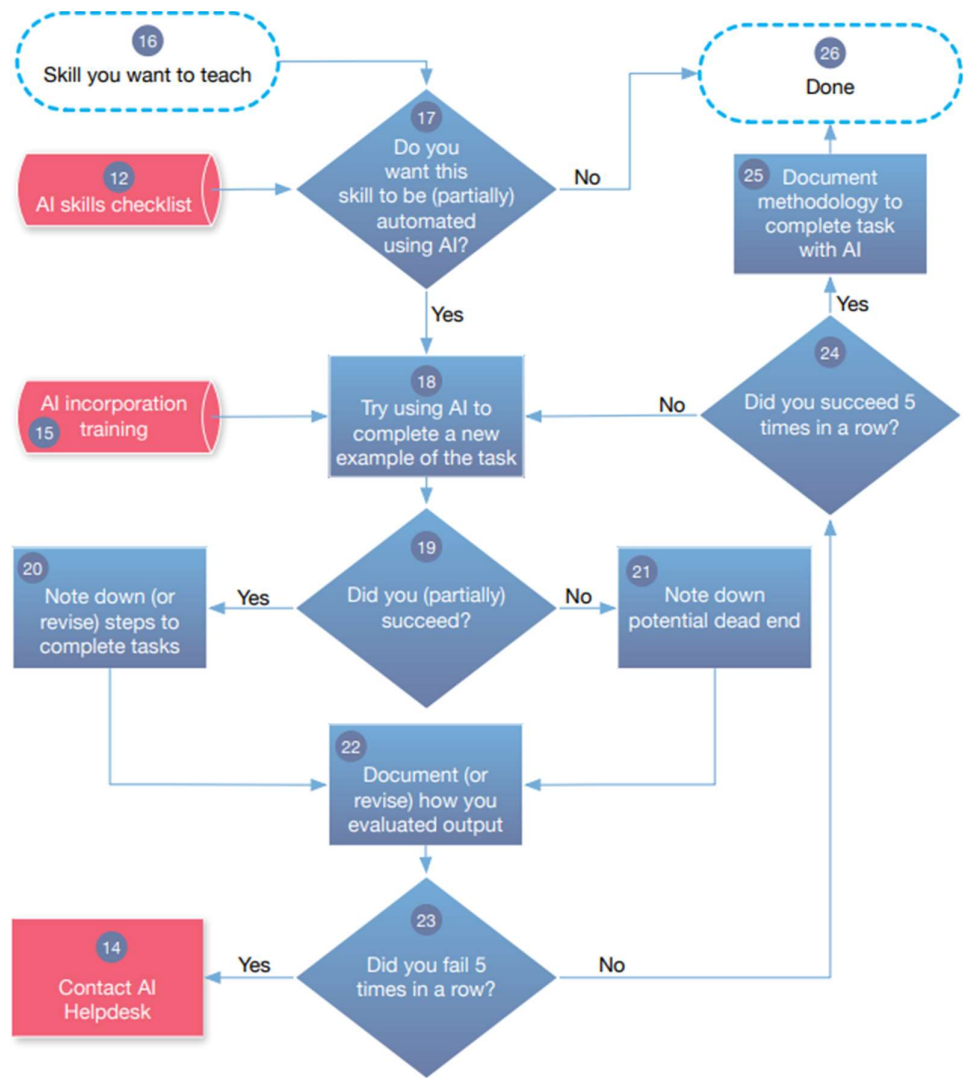 16
Skill you want to teach
26
Done
17
Do you
want this
skill to be (partially)
automated
using AI?
No
12
AI skills checklist
25
Document
methodology to
complete task
with AI
Yes
Yes
24
Did you succeed 5
times in a row?
No
18
Try using AI to
complete a new
example of the task
AI incorporation
15
training
19
Did you (partially)
succeed?
Yes
No
20
Note down (or
revise) steps to
complete tasks
21
Note down
potential dead end
22
Document (or
revise) how you
evaluated output
23
Did you fail 5
times in a row?
Yes
No
14
Contact AI
Helpdesk